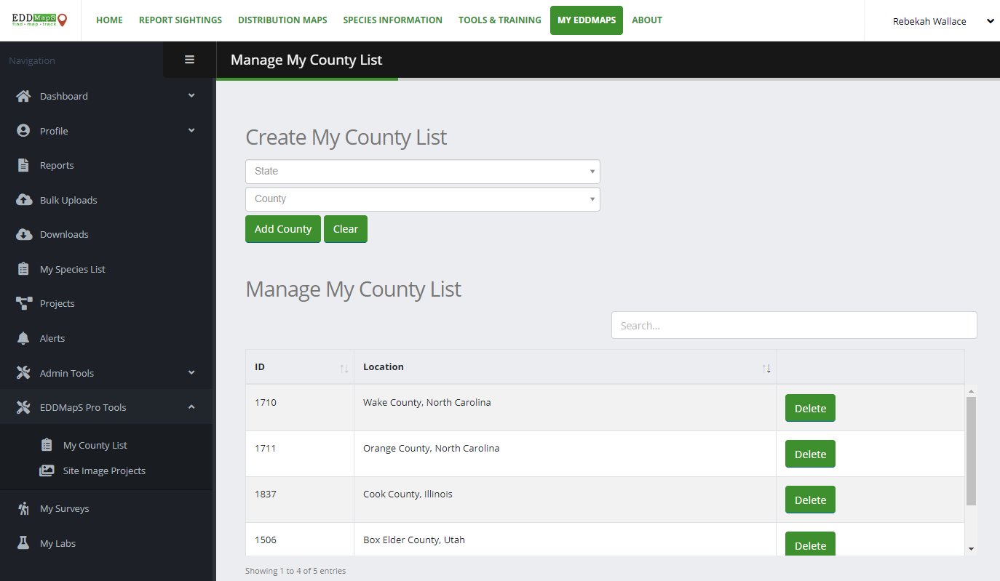 EDDMapS
find • map • track
HOME
REPORT SIGHTINGS
DISTRIBUTION MAPS
SPECIES INFORMATION
TOOLS & TRAINING
MY EDDMAPS
ABOUT
Rebekah Wallace
Navigation
Manage My County List
Dashboard
Profile
Reports
Bulk Uploads
Downloads
My Species List
Projects
Alerts
Admin Tools
EDDMapS Pro Tools
My County List
Site Image Projects
My Surveys
My Labs
Create My County List
State
County
Add County Clear
Manage My County List
Search...
ID Location
1710 Wake County, North Carolina Delete
1711 Orange County, North Carolina Delete
1837 Cook County, Illinois Delete
1506 Box Elder County, Utah Delete
Showing 1 to 4 of 5 entries